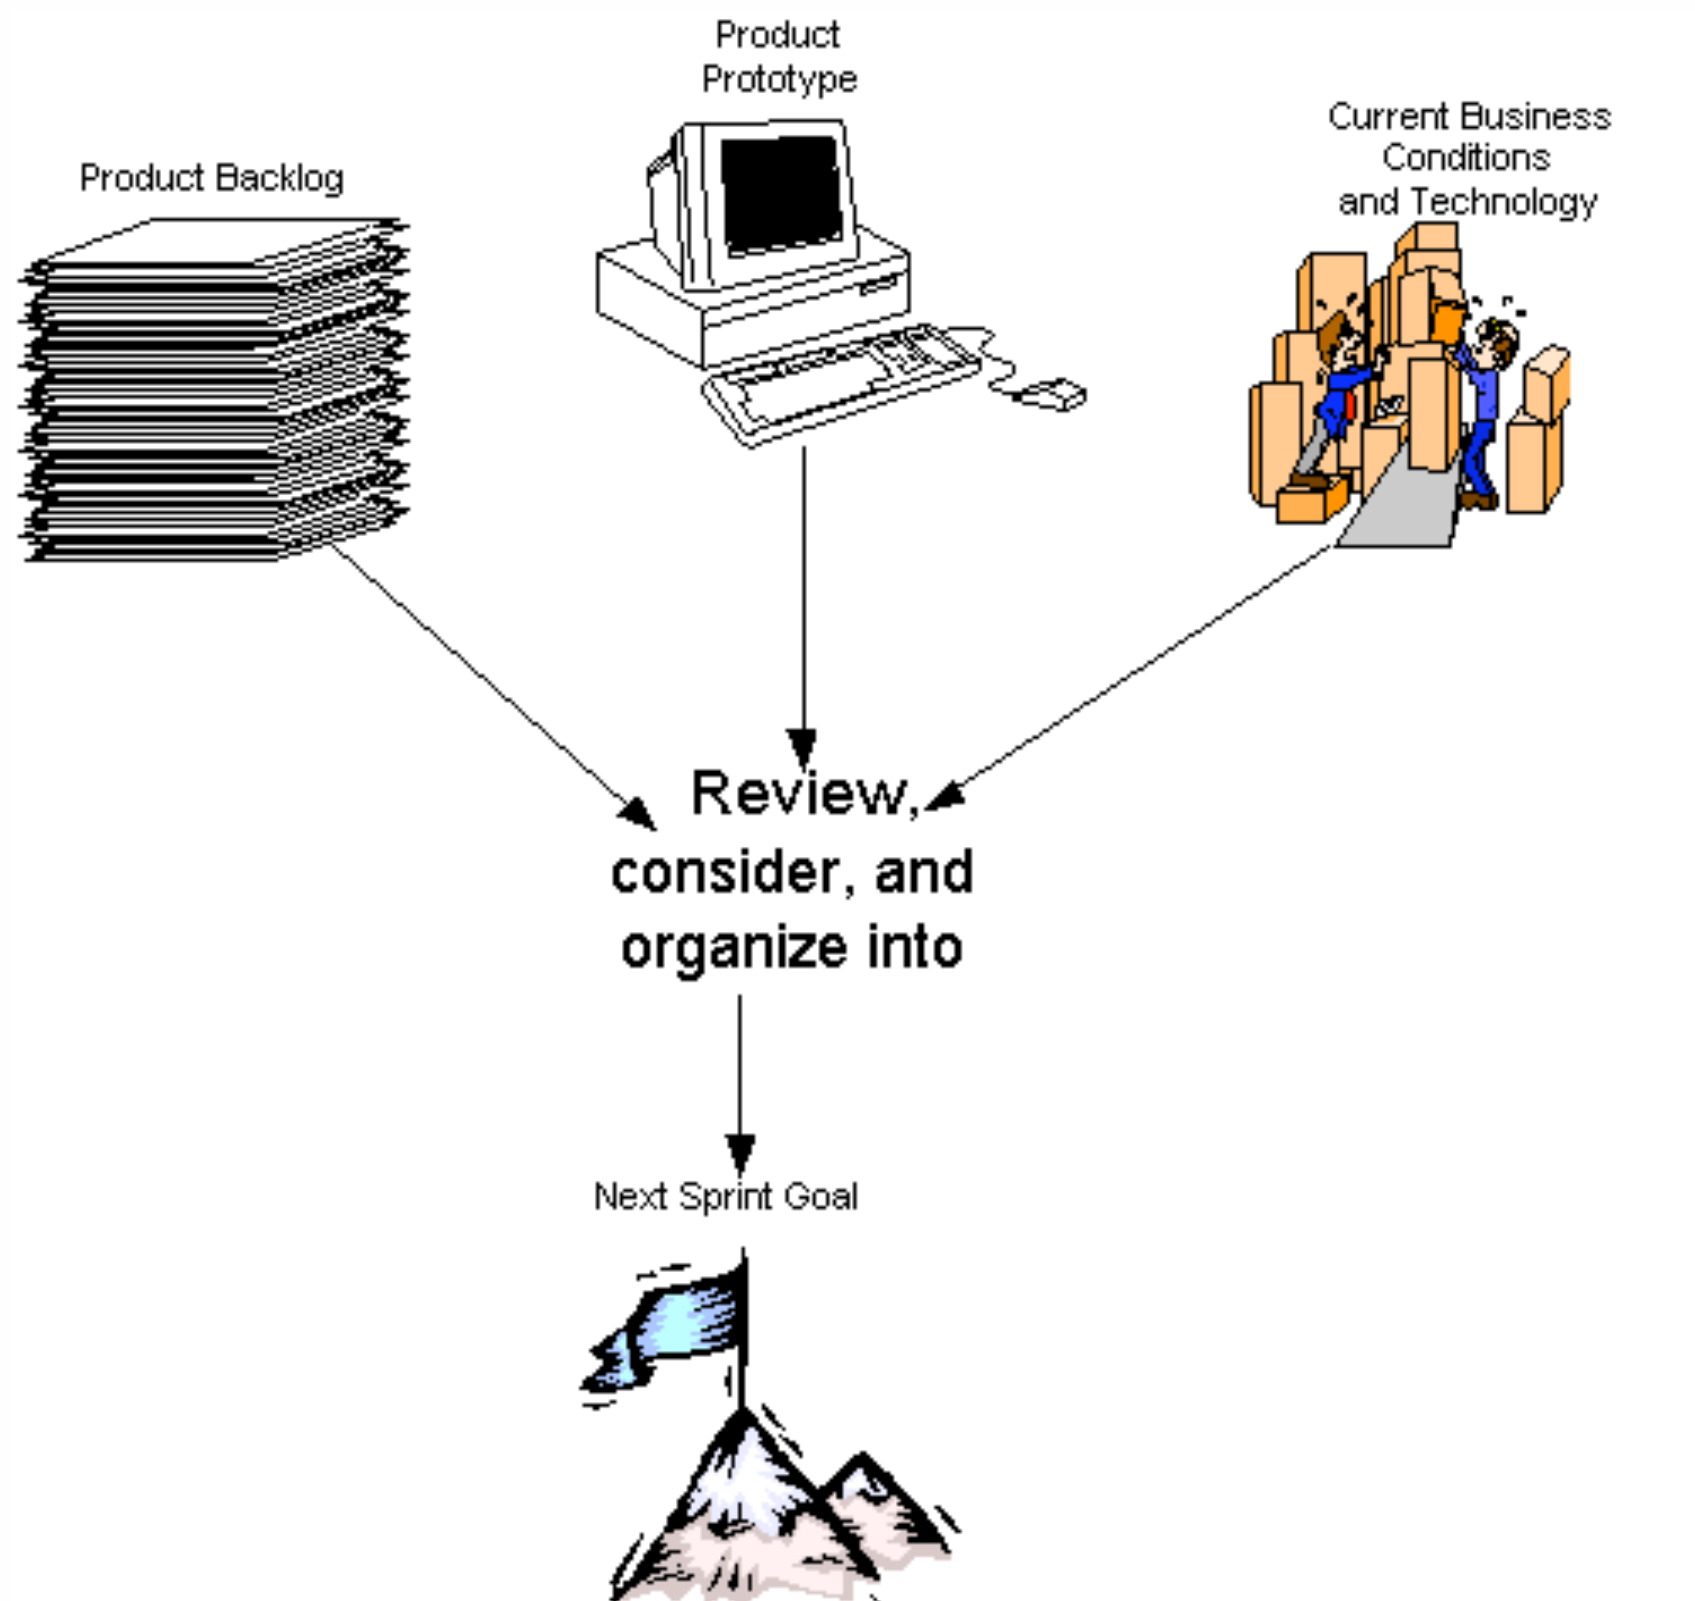 Product
Prototype
Current Business
Conditions
and Technology
Product Backlog
Review,
consider, and
organize into
Next Sprint Goal